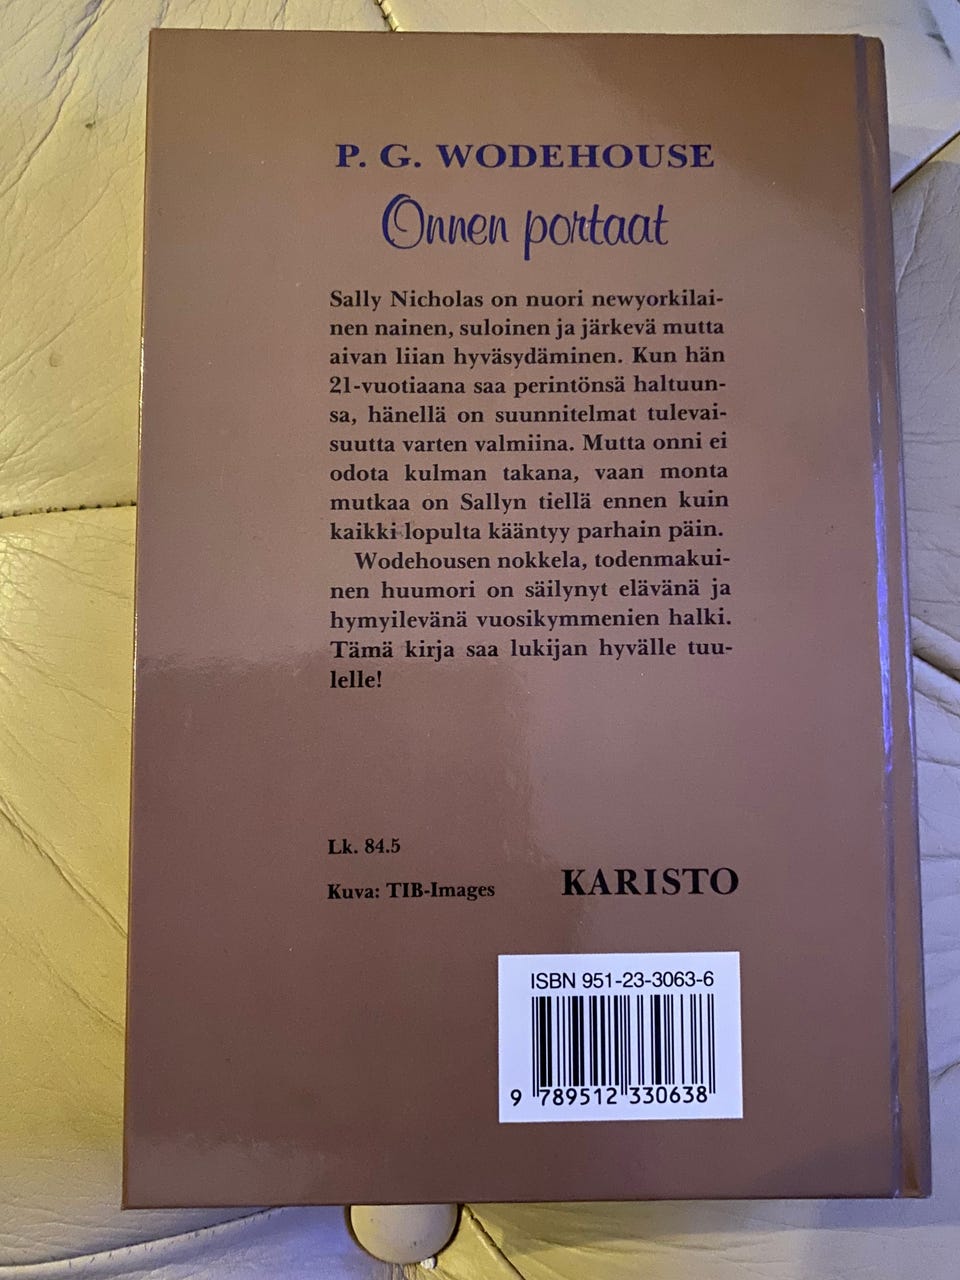 P. G. WODEHOUSE
Onnen portaat
Sally Nicholas on nuori newyorkilai-
nen nainen, suloinen ja järkevä mutta
aivan liian hyväsydäminen. Kun hän
21-vuotiaana saa perintönsä haltuun-
sa, hänellä on suunnitelmat tulevai-
suutta varten valmiina. Mutta onni ei
odota kulman takana, vaan monta
mutkaa on Sallyn tiellä ennen kuin
kaikki lopulta kääntyy parhain päin.
Wodehousen nokkela, todenmakui-
nen huumori on säilynyt elävänä ja
hymyilevänä vuosikymmenien halki.
Tämä kirja saa lukijan hyvälle tuu-
lelle!
Lk. 84.5
Kuva: TIB-Images
KARISTO
ISBN 951-23-3063-6
9 789512 330638